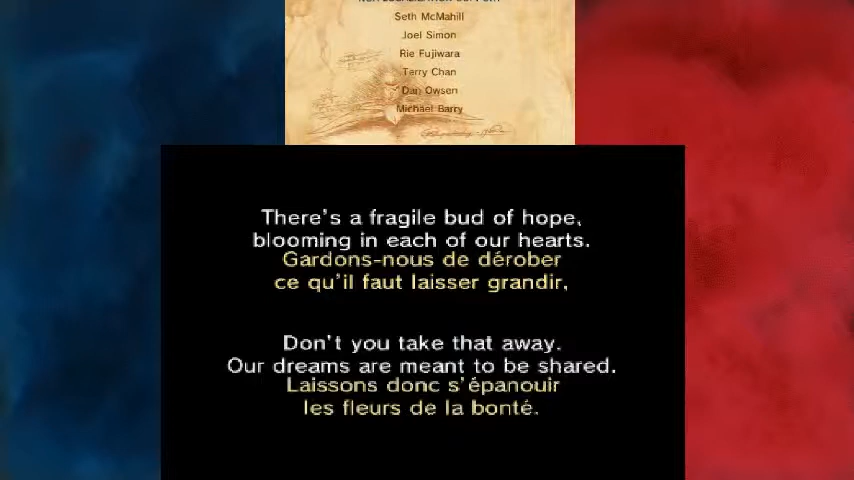 Seth McMahill
Joel Simon
Rie Fujiwara
Terry Chan
Dan Owsen
Michael Barry
There's a fragile bud of hope,
blooming in each of our hearts.
Gardons-nous de dérober
ce qu'il faut laisser grandir,
Don't you take that away.
Our dreams are meant to be shared.
Laissons donc s'épanouir
les fleurs de la bonté.